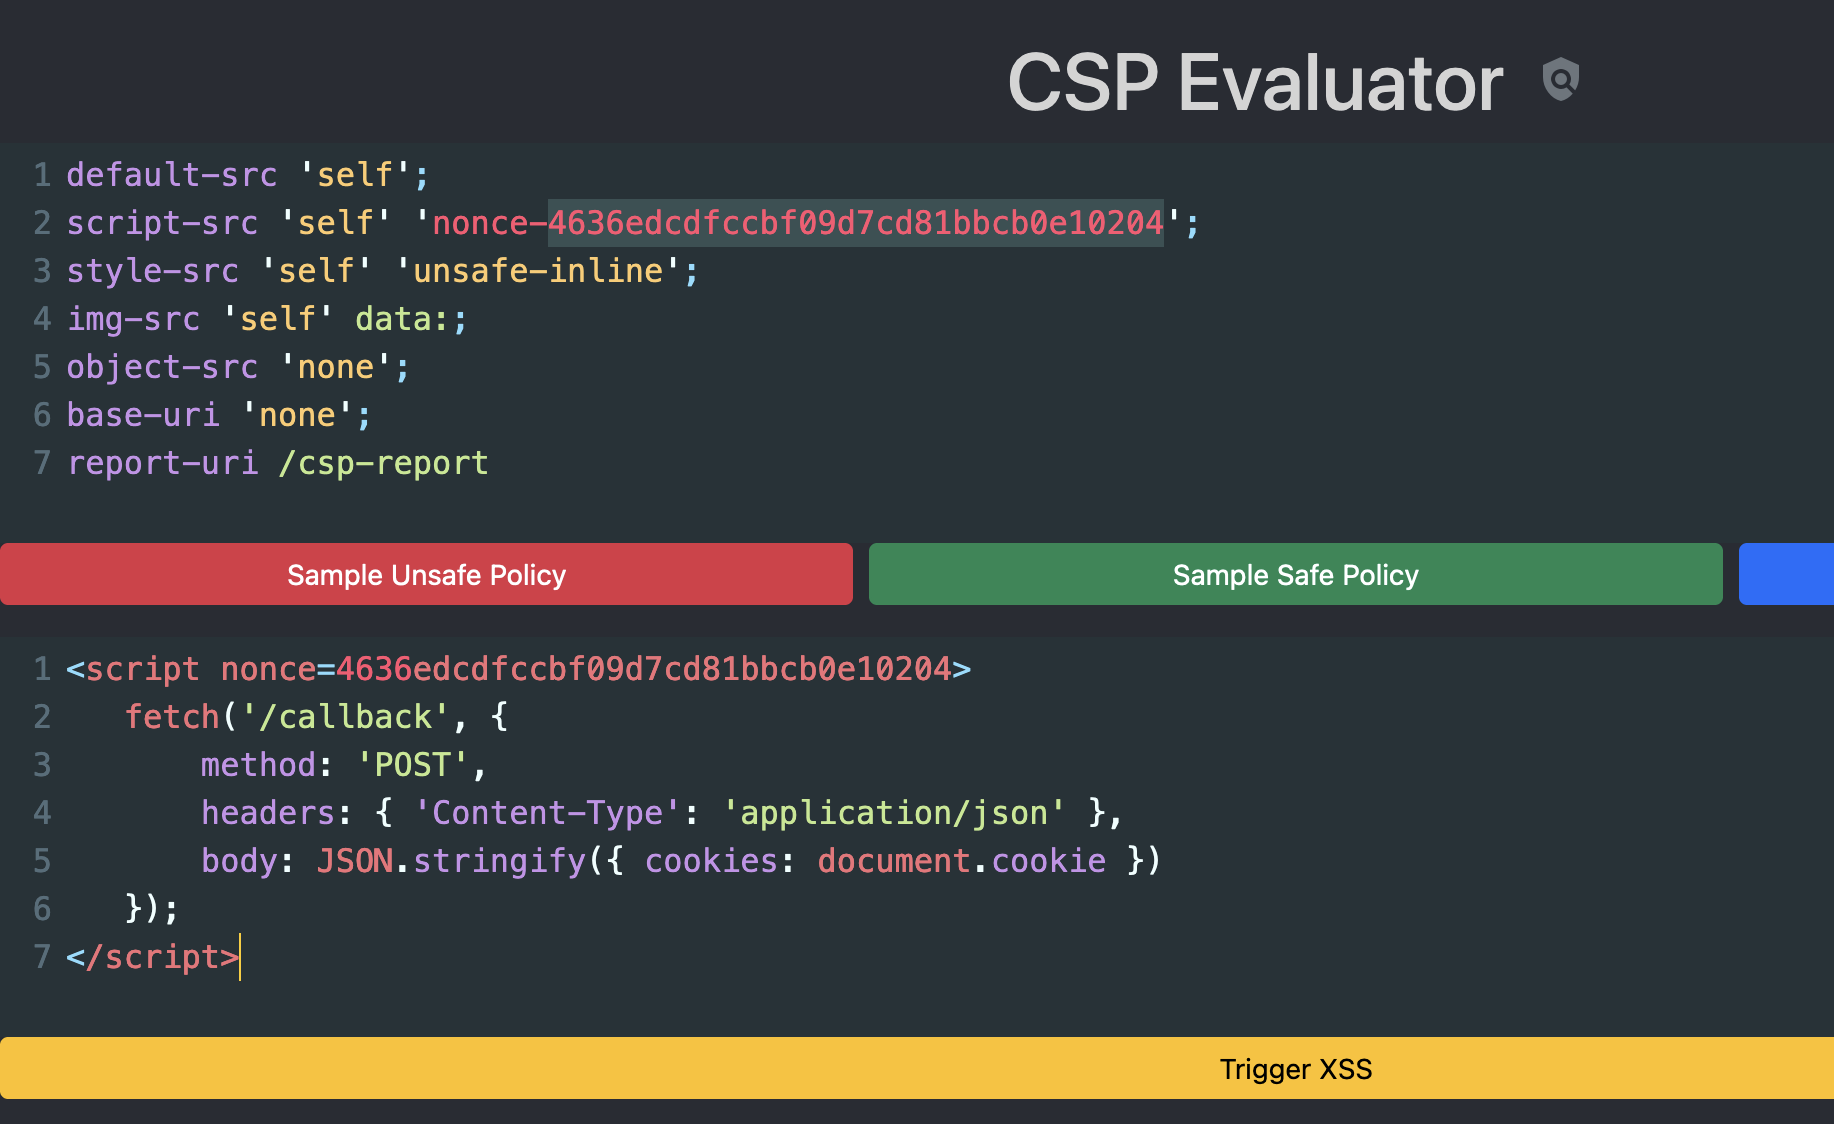 CSP Evaluator
1 default-src 'self';
2 script-src 'self' 'nonce-4636edcdfccbf09d7cd81bbcb0e10204';
3 style-src 'self' 'unsafe-inline';
4 img-src 'self' data:;
5 object-src 'none';
6 base-uri 'none';
7 report-uri /csp-report
Sample Unsafe Policy
Sample Safe Policy
1 <script nonce=4636edcdfccbf09d7cd81bbcb0e10204>
2    fetch('/callback', {
3        method: 'POST',
4        headers: { 'Content-Type': 'application/json' },
5        body: JSON.stringify({ cookies: document.cookie })
6    });
7 </script>
Trigger XSS